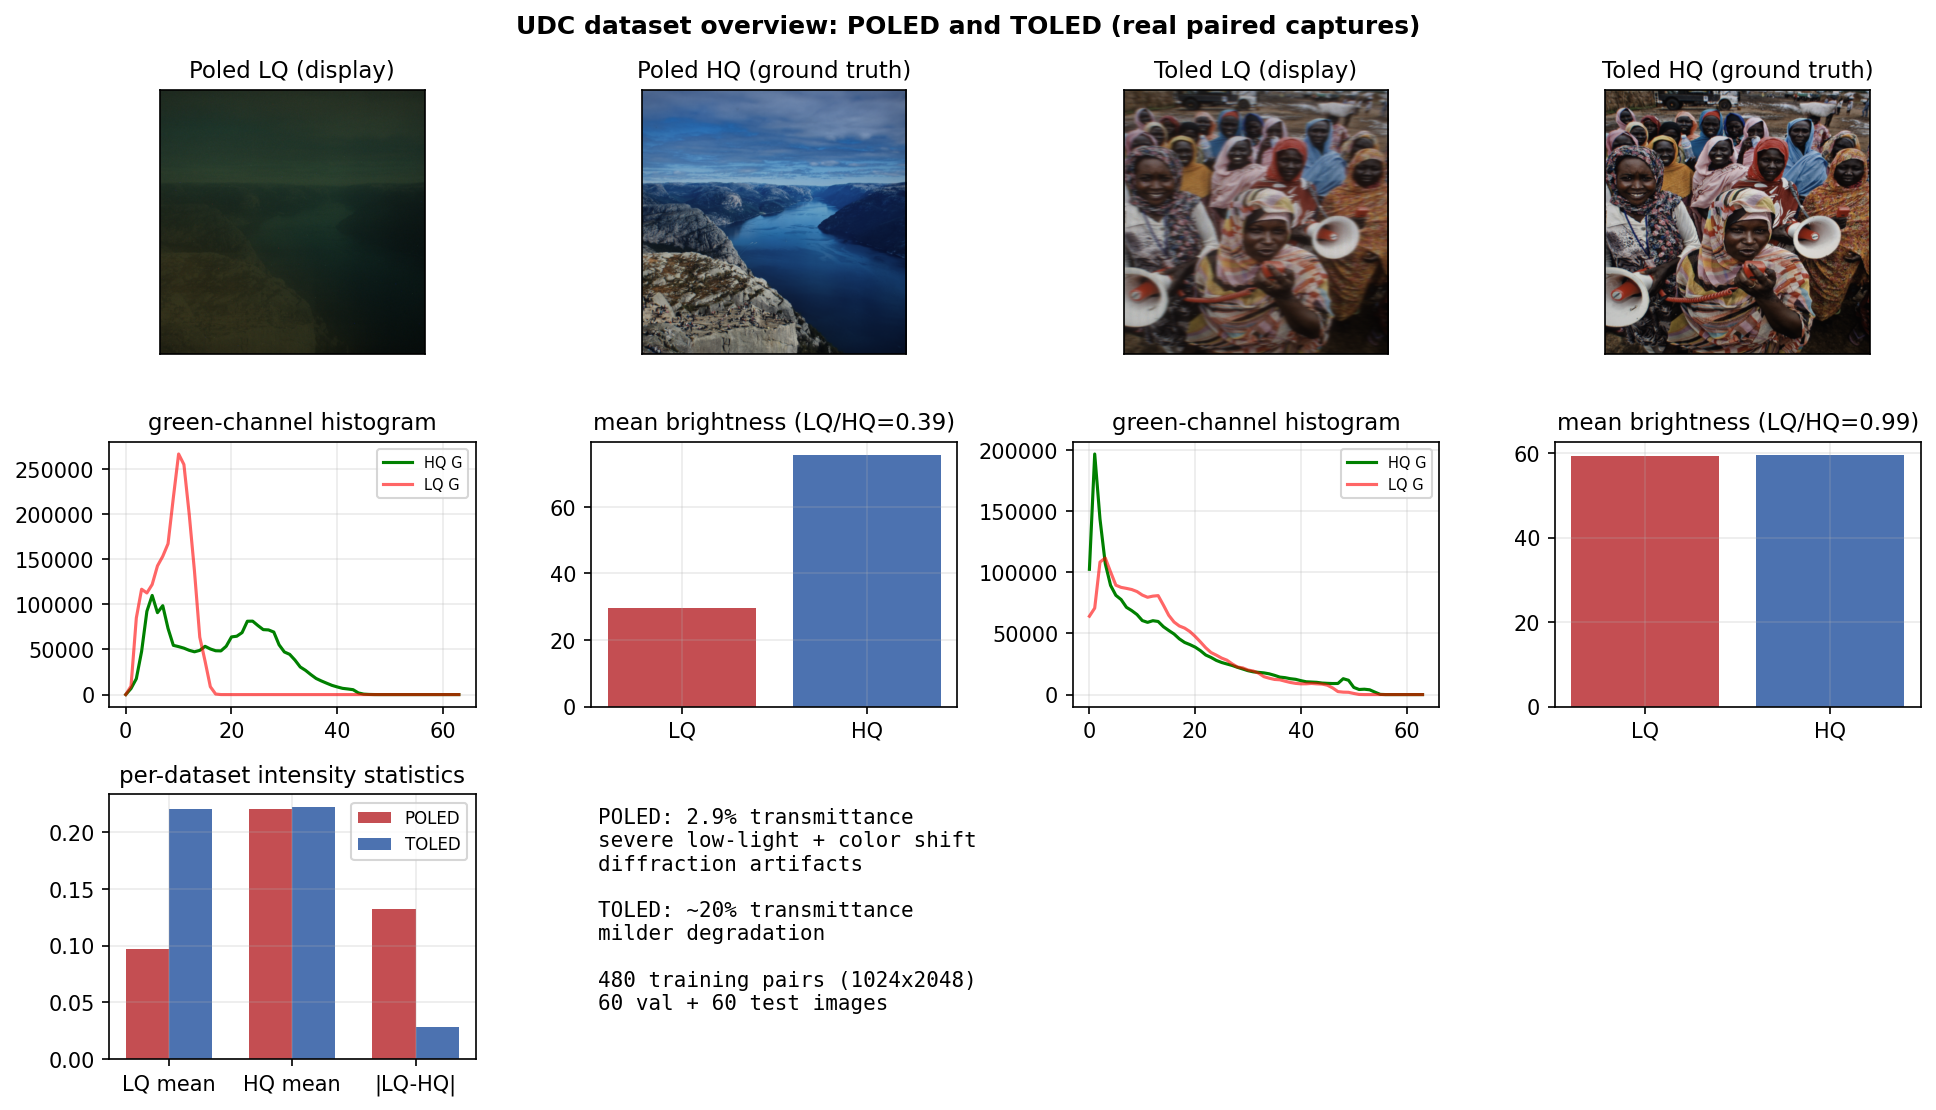 UDC dataset overview: POLED and TOLED (real paired captures)
Poled LQ (display)
Poled HQ (ground truth)
Toled LQ (display)
Toled HQ (ground truth)
green-channel histogram
250000
200000
150000
100000
50000
0
0 20 40 60
HQ G
LQ G
mean brightness (LQ/HQ=0.39)
60
40
20
0
LQ HQ
green-channel histogram
200000
150000
100000
50000
0
0 20 40 60
HQ G
LQ G
mean brightness (LQ/HQ=0.99)
60
40
20
0
LQ HQ
per-dataset intensity statistics
0.20
0.15
0.10
0.05
0.00
LQ mean HQ mean |LQ-HQ|
POLED
TOLED
POLED: 2.9% transmittance
severe low-light + color shift
diffraction artifacts
TOLED: ~20% transmittance
milder degradation
480 training pairs (1024x2048)
60 val + 60 test images